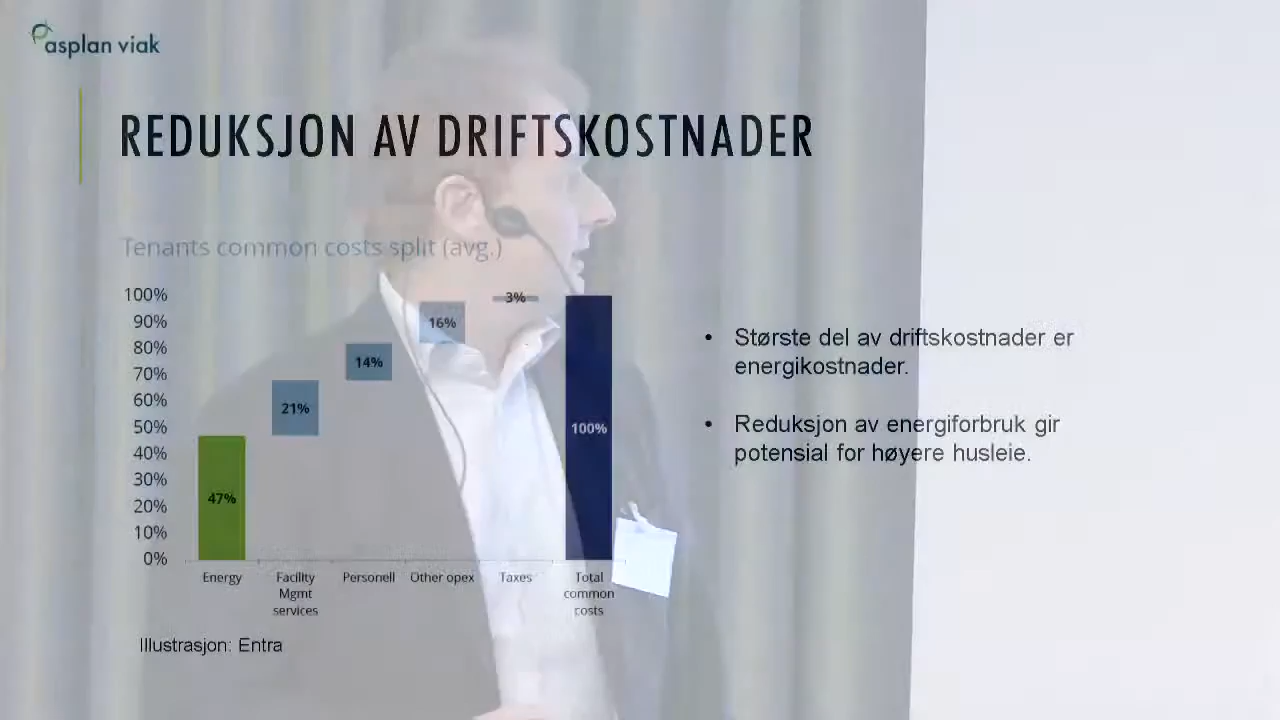 asplan viak
REDUKSJON AV DRIFTSKOSTNADER
Tenants common costs split (avg.)
100%
90%
80%
70%
60%
50%
40%
30%
20%
10%
0%
47%
21%
14%
16%
3%
100%
Energy
Facility
Mgmt
services
Personell
Other opex
Taxes
Total
common
costs
Illustrasjon: Entra
• Største del av driftskostnader er
energikostnader.
• Reduksjon av energiforbruk gir
potensial for høyere husleie.